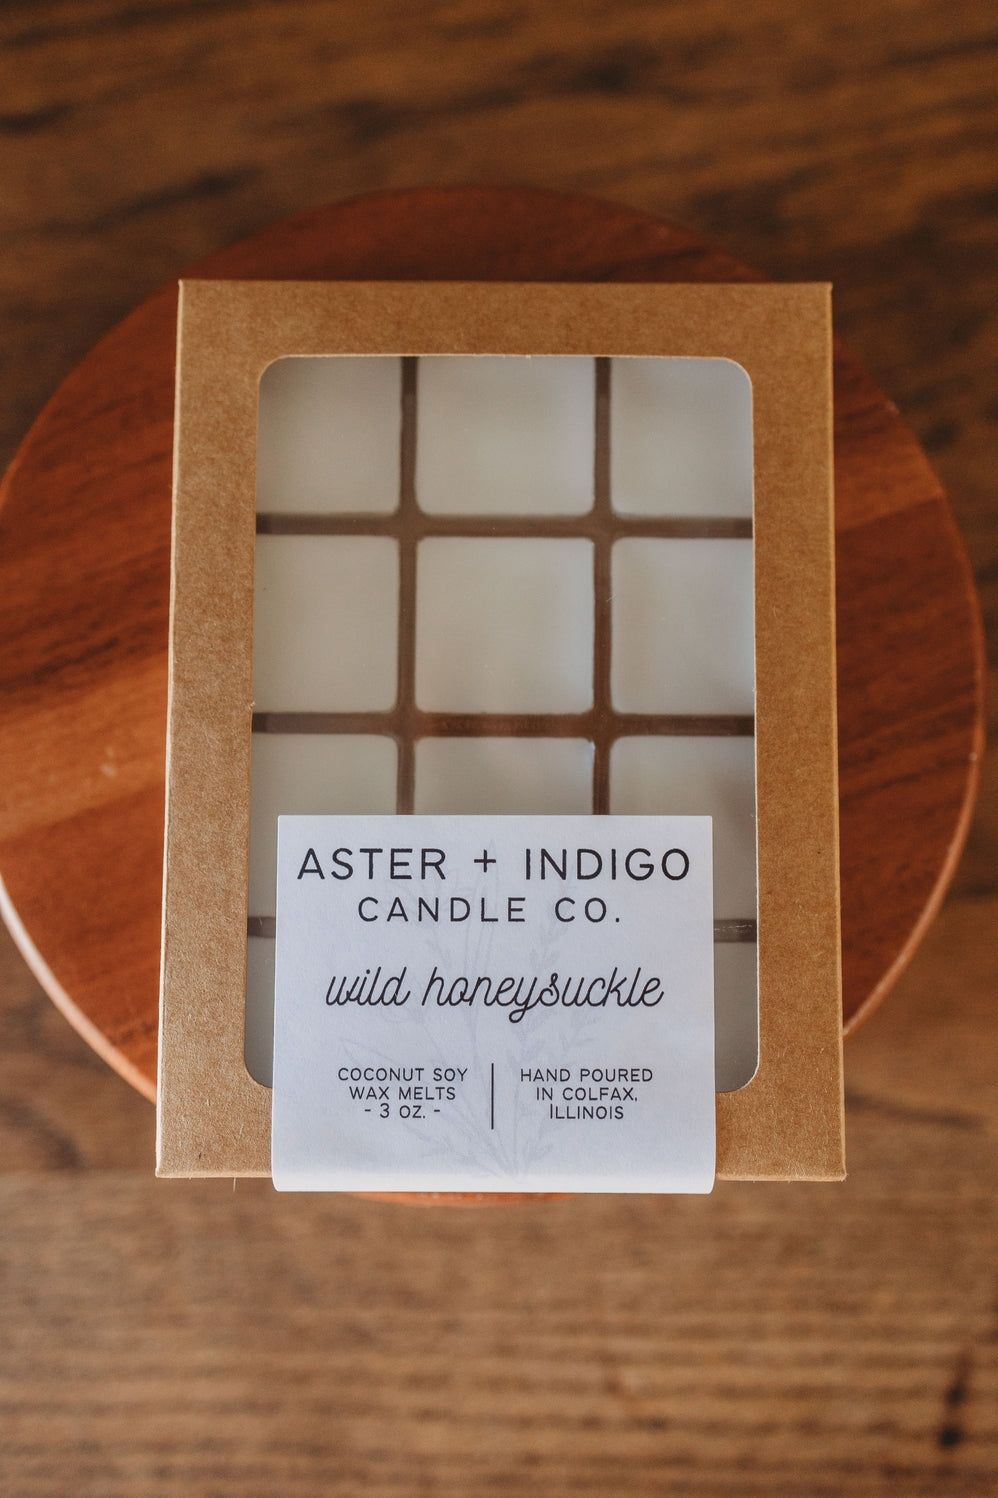 ASTER + INDIGO
CANDLE CO.
wild honeysuckle
COCONUT SOY
WAX MELTS
- 3 OZ. -
HAND POURED
IN COLFAX,
ILLINOIS